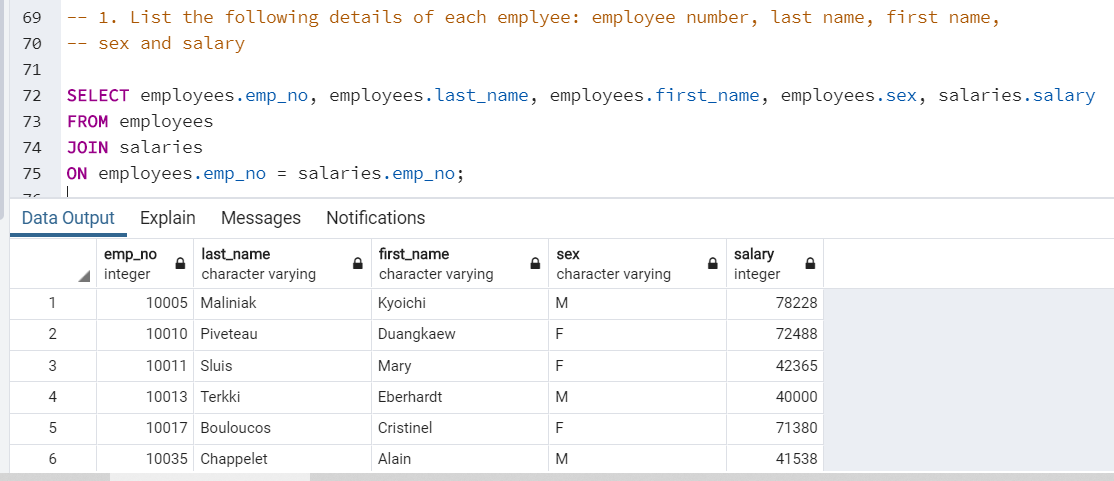 69 -- 1. List the following details of each emplyee: employee number, last name, first name,
70 -- sex and salary
71
72 SELECT employees.emp_no, employees.last_name, employees.first_name, employees.sex, salaries.salary
73 FROM employees
74 JOIN salaries
75 ON employees.emp_no = salaries.emp_no;
76
Data Output Explain Messages Notifications
emp_no last_name first_name sex salary
integer character varying character varying character varying integer
1 10005 Maliniak Kyoichi M 78228
2 10010 Piveteau Duangkaew F 72488
3 10011 Sluis Mary F 42365
4 10013 Terkki Eberhardt M 40000
5 10017 Bouloucos Cristinel F 71380
6 10035 Chappelet Alain M 41538